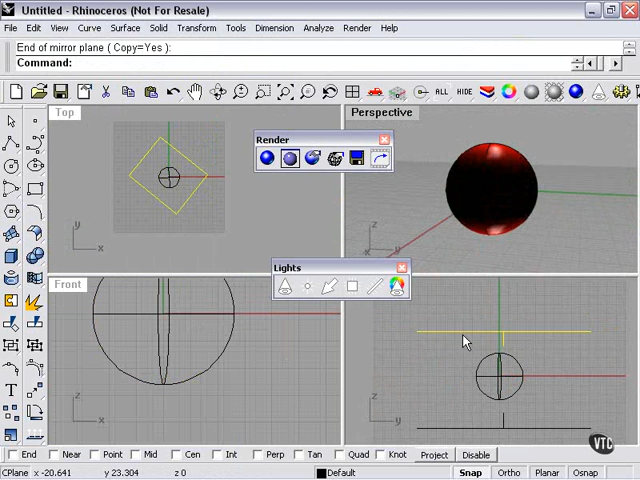 Untitled - Rhinoceros (Not For Resale)
File Edit View Curve Surface Solid Transform Tools Dimension Analyze Render Help
End of mirror plane ( Copy=Yes ):
Command:
ALL HIDE
Top
Perspective
Render
Lights
Front
y
x
z
x
y
z
x
z
y
T
VTC
End Near Point Mid Cen Int Perp Tan Quad Knot Project Disable
CPlane x -20.641 y 23.304 z 0 Default Snap Ortho Planar Osnap